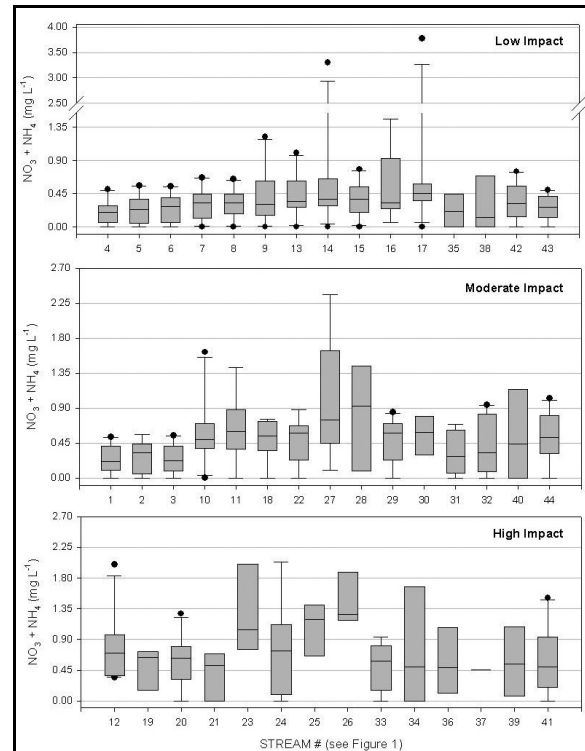 Low Impact
NO3 + NH4 (mg L-1)
4.00
3.50
3.00
2.50
1.35
0.90
0.45
0.00
4 5 6 7 8 9 13 14 15 16 17 35 38 42 43
Moderate Impact
NO3 + NH4 (mg L-1)
2.70
2.25
1.80
1.35
0.90
0.45
0.00
1 2 3 10 11 18 22 27 28 29 30 31 32 40 44
High Impact
NO3 + NH4 (mg L-1)
2.70
2.25
1.80
1.35
0.90
0.45
0.00
12 19 20 21 23 24 25 26 33 34 36 37 39 41
STREAM # (see Figure 1)